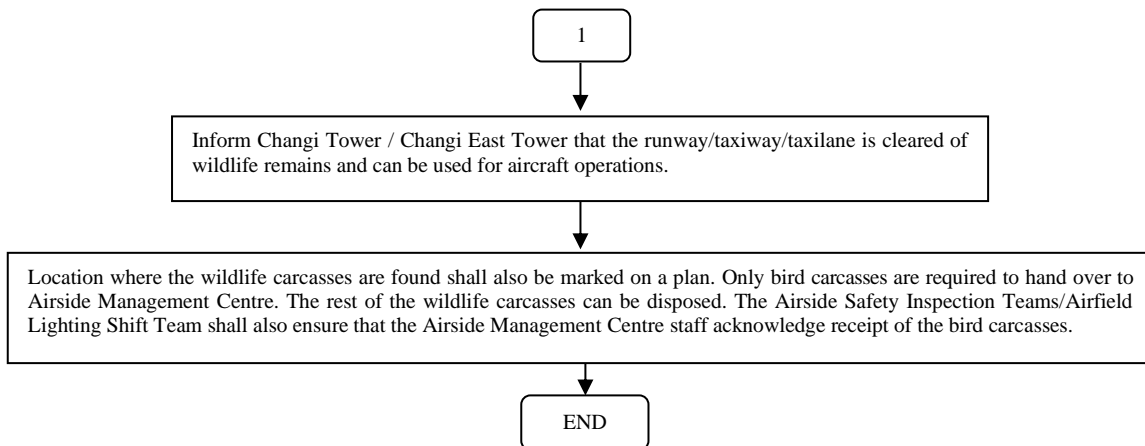 1
Inform Changi Tower / Changi East Tower that the runway/taxiway/taxilane is cleared of
wildlife remains and can be used for aircraft operations.
Location where the wildlife carcasses are found shall also be marked on a plan. Only bird carcasses are required to hand over to
Airside Management Centre. The rest of the wildlife carcasses can be disposed. The Airside Safety Inspection Teams/Airfield
Lighting Shift Team shall also ensure that the Airside Management Centre staff acknowledge receipt of the bird carcasses.
END